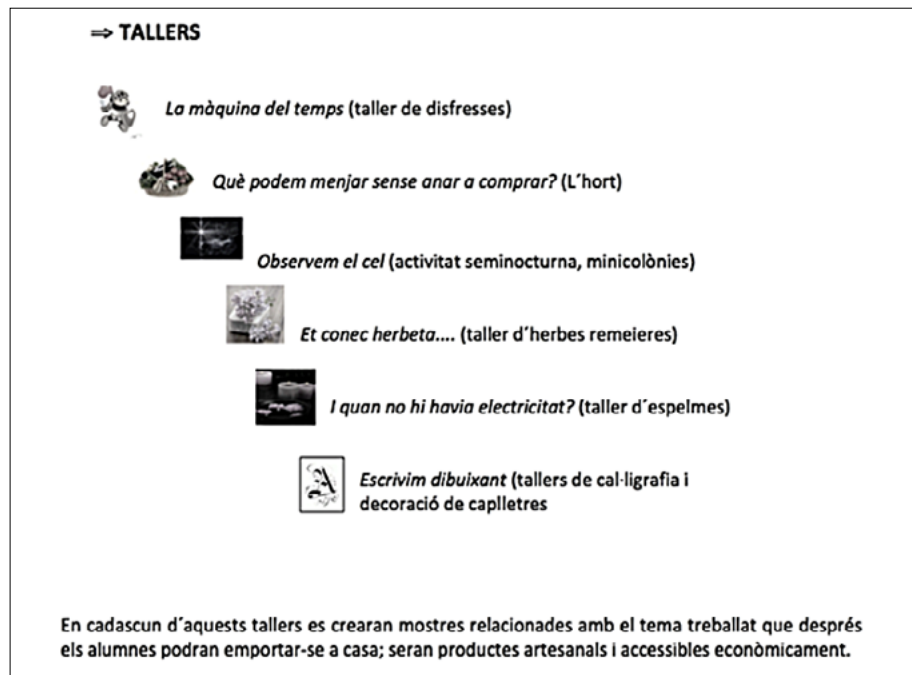 ⇒ TALLERS
La màquina del temps (taller de disfresses)
Què podem menjar sense anar a comprar? (L´hort)
Observem el cel (activitat seminocturna, minicolònies)
Et conec herbeta.... (taller d´herbes remeieres)
I quan no hi havia electricitat? (taller d´espelmes)
Escrivim dibuixant (tallers de cal·ligrafia i
decoració de caplletres
En cadascun d´aquests tallers es crearan mostres relacionades amb el tema treballat que després
els alumnes podran emportar-se a casa; seran productes artesanals i accessibles econòmicament.